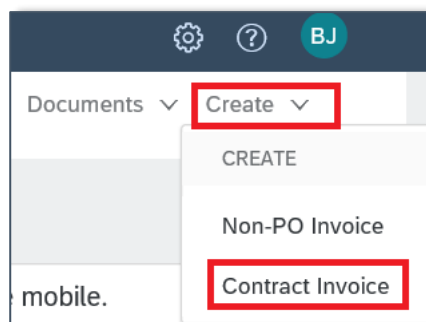 BJ
Documents Create
CREATE
Non-PO Invoice
Contract Invoice
mobile.